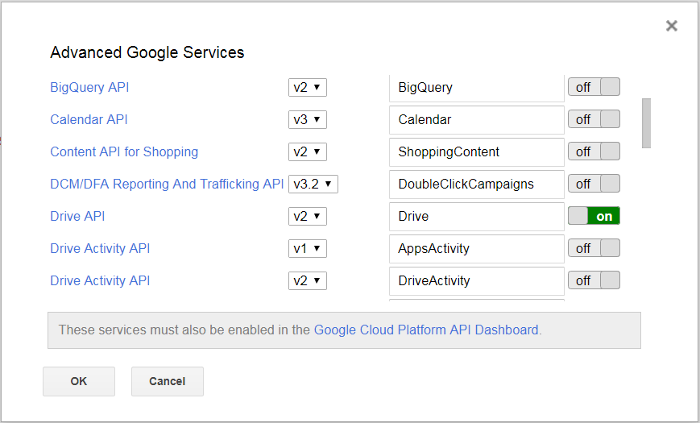 Advanced Google Services
BigQuery API v2 BigQuery off
Calendar API v3 Calendar off
Content API for Shopping v2 ShoppingContent off
DCM/DFA Reporting And Trafficking API v3.2 DoubleClickCampaigns off
Drive API v2 Drive on
Drive Activity API v1 AppsActivity off
Drive Activity API v2 DriveActivity off
These services must also be enabled in the Google Cloud Platform API Dashboard.
OK Cancel